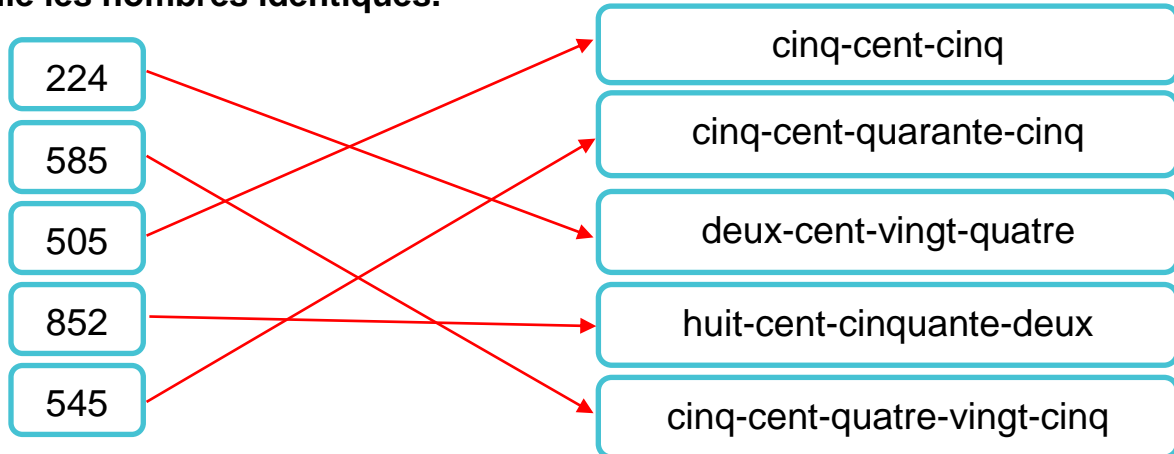 les nombres identiques.
224
585
505
852
545
cinq-cent-cinq
cinq-cent-quarante-cinq
deux-cent-vingt-quatre
huit-cent-cinquante-deux
cinq-cent-quatre-vingt-cinq